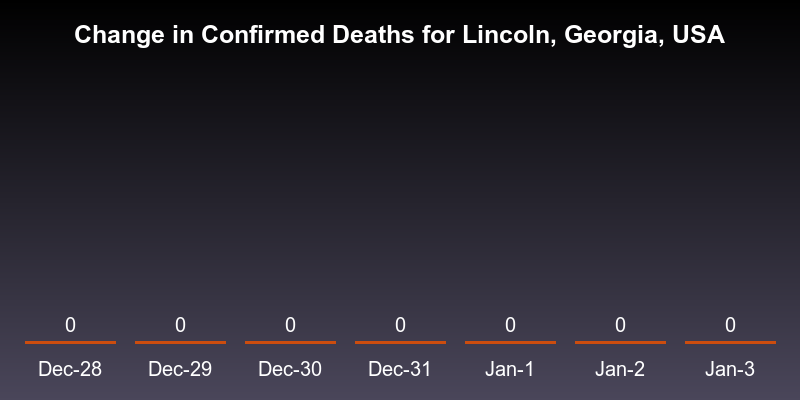 Change in Confirmed Deaths for Lincoln, Georgia, USA
0 0 0 0 0 0 0
Dec-28 Dec-29 Dec-30 Dec-31 Jan-1 Jan-2 Jan-3